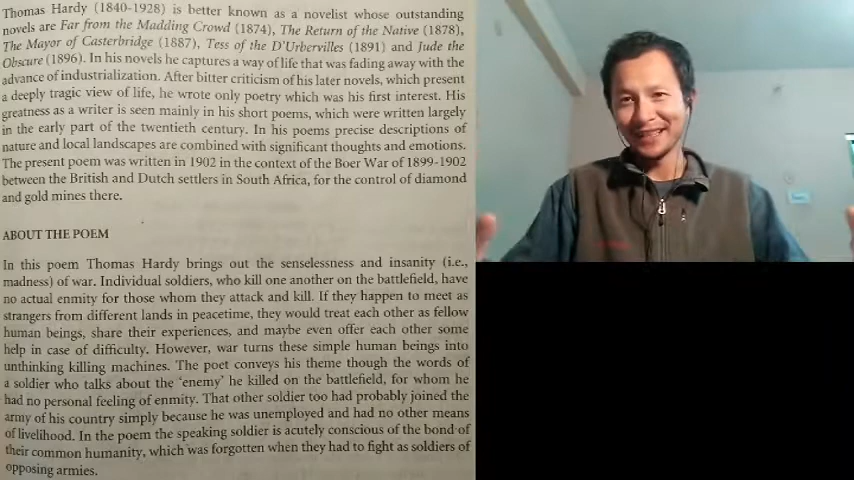 Thomas Hardy (1840-1928) is better known as a novelist whose outstanding
novels are Far from the Madding Crowd (1874), The Return of the Native (1878),
The Mayor of Casterbridge (1887), Tess of the D'Urbervilles (1891) and Jude the
Obscure (1896). In his novels he captures a way of life that was fading away with the
advance of industrialization. After bitter criticism of his later novels, which present
a deeply tragic view of life, he wrote only poetry which was his first interest. His
greatness as a writer is seen mainly in his short poems, which were written largely
in the early part of the twentieth century. In his poems precise descriptions of
nature and local landscapes are combined with significant thoughts and emotions.
The present poem was written in 1902 in the context of the Boer War of 1899-1902
between the British and Dutch settlers in South Africa, for the control of diamond
and gold mines there.
ABOUT THE POEM
In this poem Thomas Hardy brings out the senselessness and insanity (i.e.,
madness) of war. Individual soldiers, who kill one another on the battlefield, have
no actual enmity for those whom they attack and kill. If they happen to meet as
strangers from different lands in peacetime, they would treat each other as fellow
human beings, share their experiences, and maybe even offer each other some
help in case of difficulty. However, war turns these simple human beings into
unthinking killing machines. The poet conveys his theme though the words of
a soldier who talks about the 'enemy' he killed on the battlefield, for whom he
had no personal feeling of enmity. That other soldier too had probably joined the
army of his country simply because he was unemployed and had no other means
of livelihood. In the poem the speaking soldier is acutely conscious of the bond of
their common humanity, which was forgotten when they had to fight as soldiers of
opposing armies.